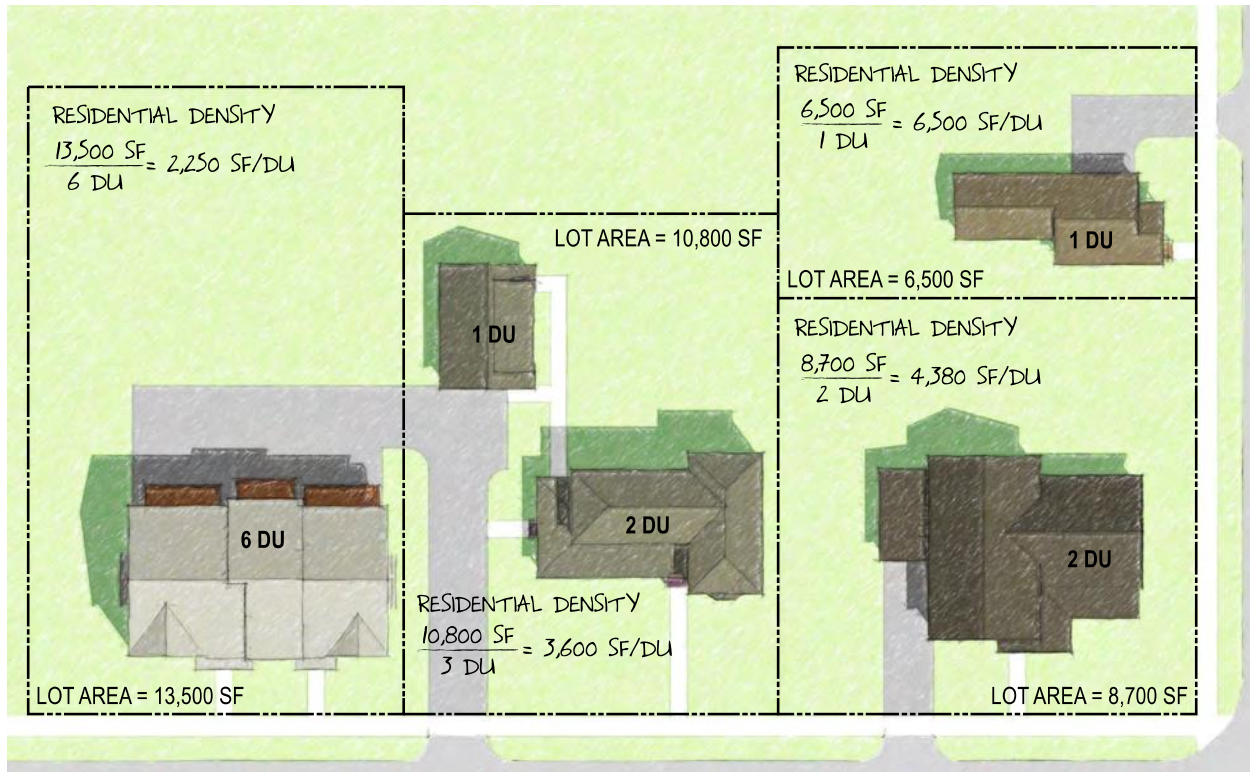 RESIDENTIAL DENSITY
13,500 SF
6 DU
= 2,250 SF/DU
6 DU
LOT AREA = 13,500 SF
LOT AREA = 10,800 SF
1 DU
2 DU
RESIDENTIAL DENSITY
10,800 SF
3 DU
= 3,600 SF/DU
RESIDENTIAL DENSITY
6,500 SF
1 DU
= 6,500 SF/DU
1 DU
LOT AREA = 6,500 SF
RESIDENTIAL DENSITY
8,700 SF
2 DU
= 4,380 SF/DU
2 DU
LOT AREA = 8,700 SF